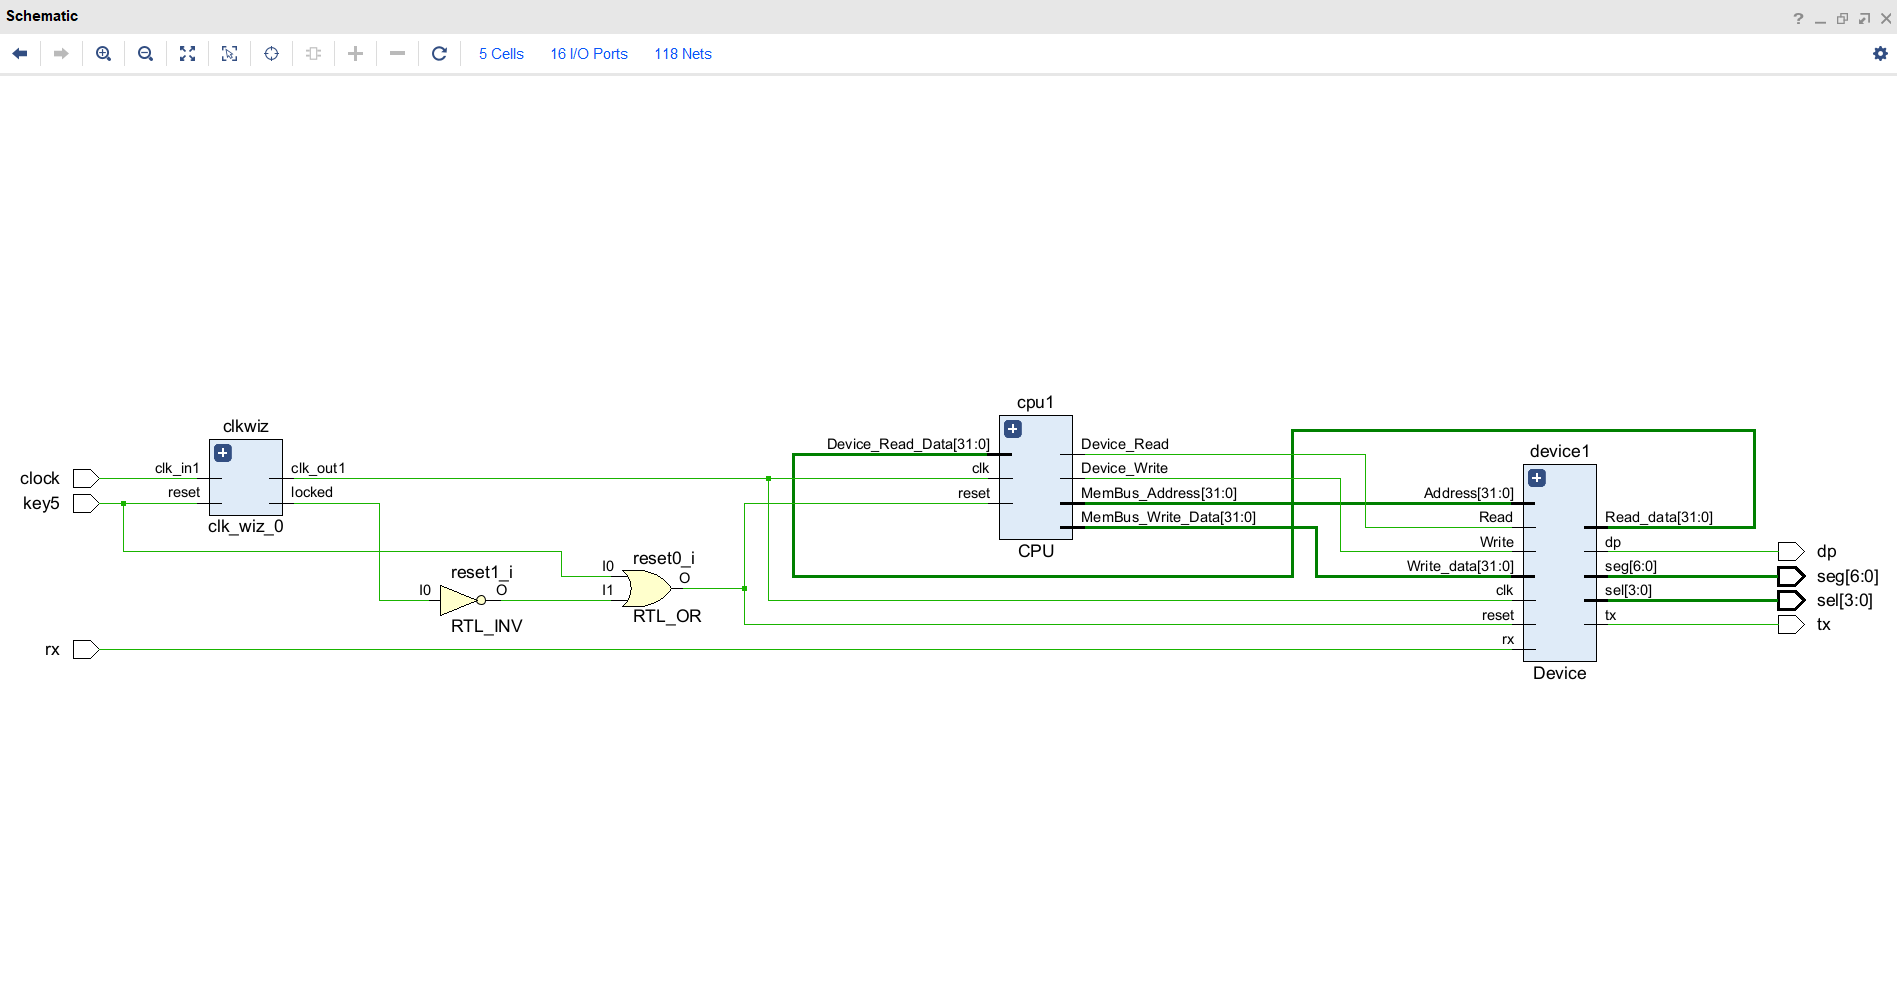 Schematic
5 Cells 16 I/O Ports 118 Nets
clock
key5
rx
clkwiz
clk_in1
reset
clk_out1
locked
clk_wiz_0
reset1_i
I0
O
RTL_INV
reset0_i
I0
I1
O
RTL_OR
cpu1
Device_Read_Data[31:0]
clk
reset
Device_Read
Device_Write
MemBus_Address[31:0]
MemBus_Write_Data[31:0]
CPU
device1
Address[31:0]
Read
Write
Write_data[31:0]
clk
reset
rx
Read_data[31:0]
dp
seg[6:0]
sel[3:0]
tx
Device
dp
seg[6:0]
sel[3:0]
tx